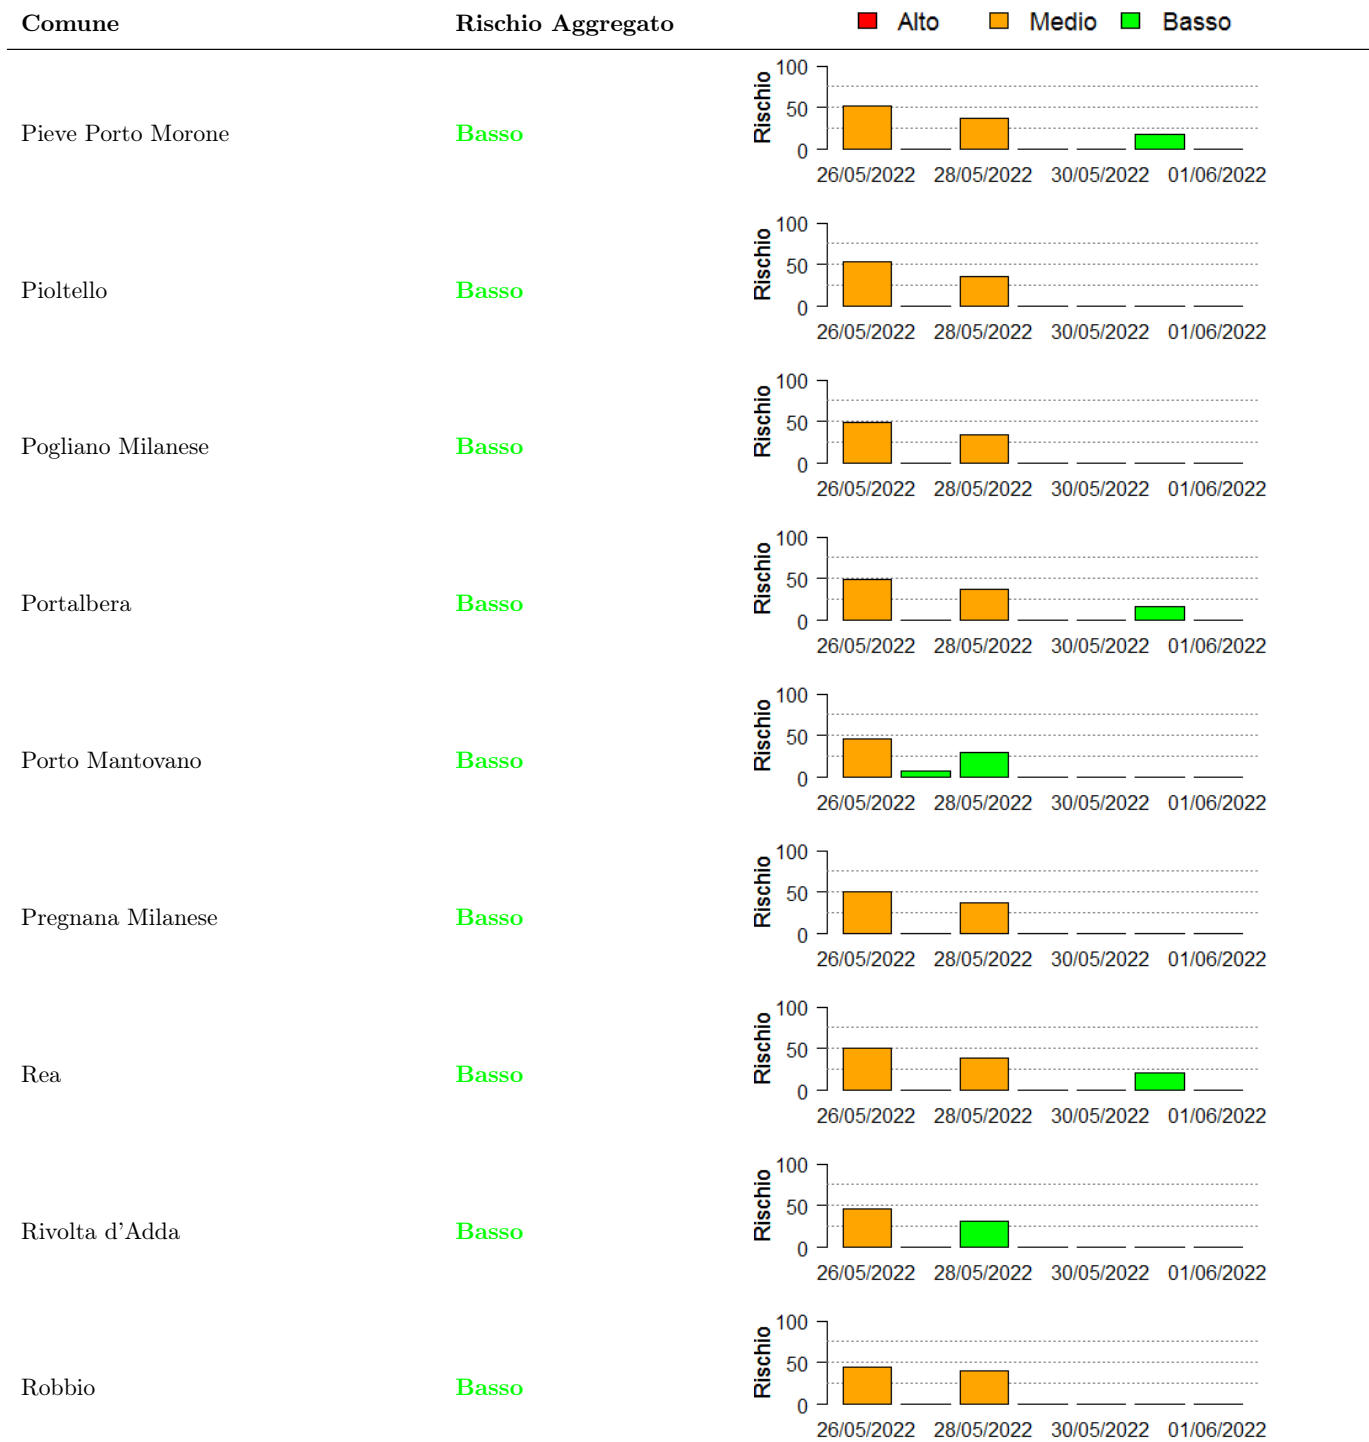 Comune Rischio Aggregato Alto Medio Basso
100
50
0
Rischio
Pieve Porto Morone Basso
26/05/2022 28/05/2022 30/05/2022 01/06/2022
100
50
0
Rischio
Pioltello Basso
26/05/2022 28/05/2022 30/05/2022 01/06/2022
100
50
0
Rischio
Pogliano Milanese Basso
26/05/2022 28/05/2022 30/05/2022 01/06/2022
100
50
0
Rischio
Portalbera Basso
26/05/2022 28/05/2022 30/05/2022 01/06/2022
100
50
0
Rischio
Porto Mantovano Basso
26/05/2022 28/05/2022 30/05/2022 01/06/2022
100
50
0
Rischio
Pregnana Milanese Basso
26/05/2022 28/05/2022 30/05/2022 01/06/2022
100
50
0
Rischio
Rea Basso
26/05/2022 28/05/2022 30/05/2022 01/06/2022
100
50
0
Rischio
Rivolta d'Adda Basso
26/05/2022 28/05/2022 30/05/2022 01/06/2022
100
50
0
Rischio
Robbio Basso
26/05/2022 28/05/2022 30/05/2022 01/06/2022